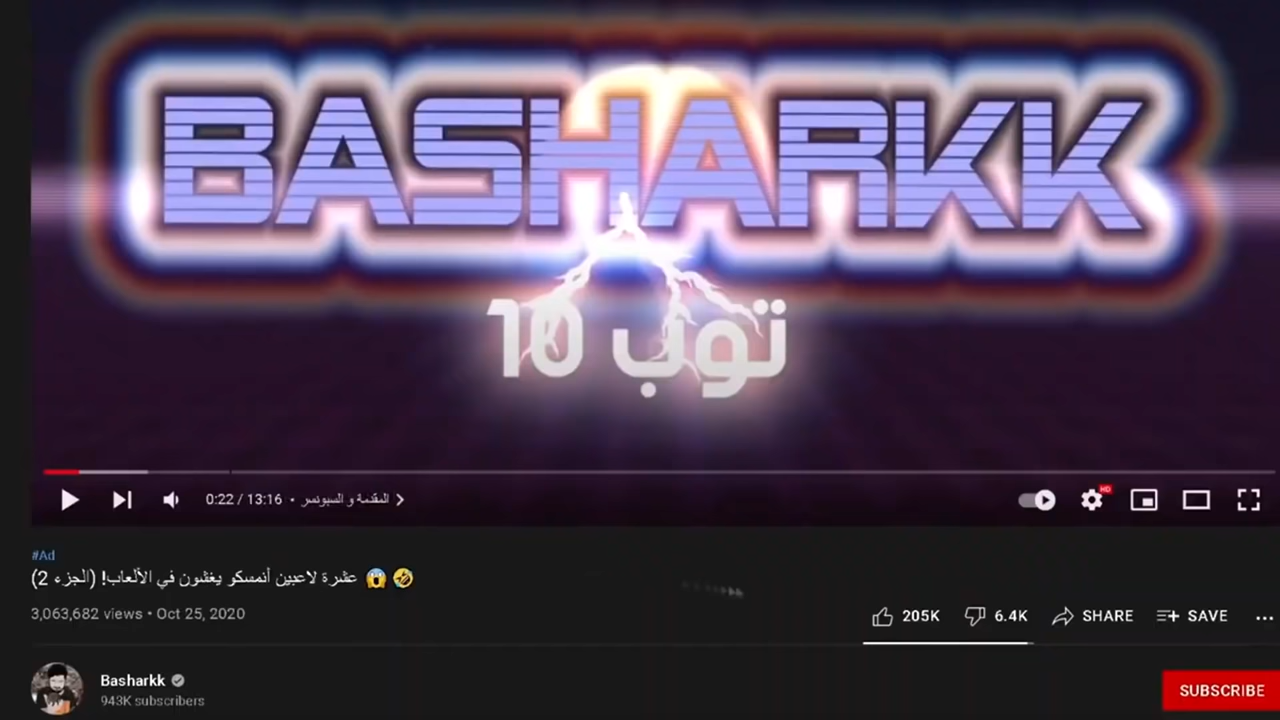 BASHARKK
توب 10
0:22 / 13:16 • المقدمة و السبونسر
HD
#Ad
عشرة لاعبين أنمسكو يغشون في الألعاب! (الجزء 2) 😱 🤣
3,063,682 views • Oct 25, 2020
205K 6.4K SHARE SAVE
Basharkk
943K subscribers
SUBSCRIBE